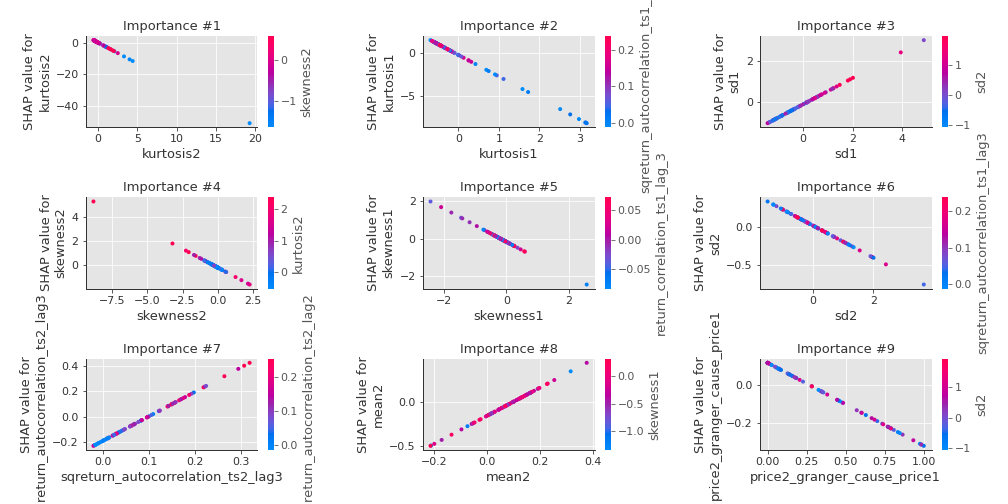 Importance #1
SHAP value for
kurtosis2
0
−20
−40
0
5
10
15
20
kurtosis2
0
−1
skewness2
Importance #2
SHAP value for
kurtosis1
0
−5
0
1
2
3
kurtosis1
0.2
0.1
0.0
sqreturn_autocorrelation_ts1_
Importance #3
SHAP value for
sd1
2
0
0
2
4
sd1
1
0
−1
sd2
Importance #4
SHAP value for
skewness2
4
2
0
−7.5
−5.0
−2.5
0.0
2.5
skewness2
2
1
0
kurtosis2
Importance #5
SHAP value for
skewness1
2
0
−2
−2
0
2
skewness1
0.05
0.00
−0.05
return_correlation_ts1_lag_3
Importance #6
SHAP value for
sd2
0.0
−0.5
0
2
sd2
0.2
0.1
0.0
sqreturn_autocorrelation_ts1_lag3
Importance #7
SHAP value for
return_autocorrelation_ts2_lag3
0.4
0.2
0.0
−0.2
0.0
0.1
0.2
0.3
sqreturn_autocorrelation_ts2_lag3
0.2
0.1
0.0
return_autocorrelation_ts2_lag2
Importance #8
SHAP value for
mean2
0.0
−0.5
−0.2
0.0
0.2
0.4
mean2
0.0
−0.5
−1.0
skewness1
Importance #9
SHAP value for
price2_granger_cause_price1
0.0
−0.2
0.00
0.25
0.50
0.75
1.00
price2_granger_cause_price1
1
0
−1
sd2